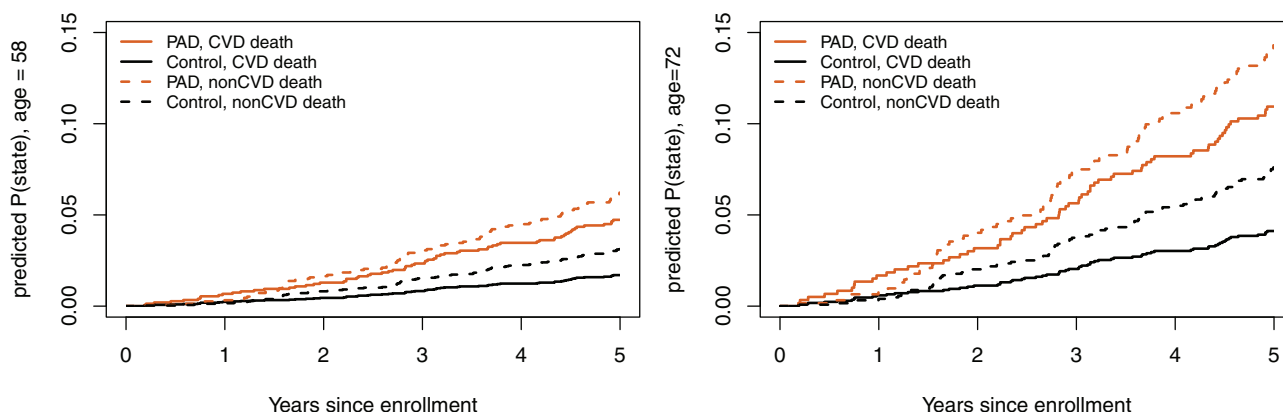 predicted P(state), age = 58
0.00
0.05
0.10
0.15
PAD, CVD death
Control, CVD death
PAD, nonCVD death
Control, nonCVD death
0 1 2 3 4 5
Years since enrollment
predicted P(state), age=72
0.00
0.05
0.10
0.15
PAD, CVD death
Control, CVD death
PAD, nonCVD death
Control, nonCVD death
0 1 2 3 4 5
Years since enrollment